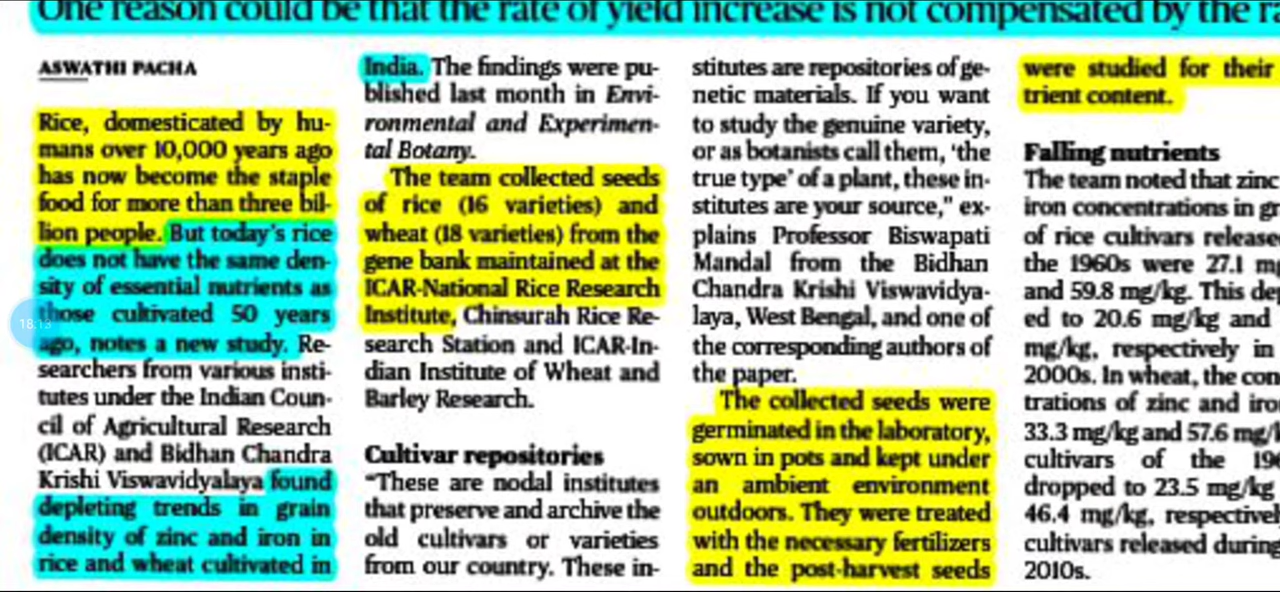 One reason could be that the rate of yield increase is not compensated by the
ASWATHI PACHA
Rice, domesticated by hu-
mans over 10,000 years ago
has now become the staple
food for more than three bil-
lion people. But today's rice
does not have the same den-
sity of essential nutrients as
those cultivated 50 years
ago, notes a new study. Re-
searchers from various insti-
tutes under the Indian Coun-
cil of Agricultural Research
(ICAR) and Bidhan Chandra
Krishi Viswavidyalaya found
depleting trends in grain
density of zinc and iron in
rice and wheat cultivated in
India. The findings were pu-
blished last month in Envi-
ronmental and Experimen-
tal Botany.
The team collected seeds
of rice (16 varieties) and
wheat (18 varieties) from the
gene bank maintained at the
ICAR-National Rice Research
Institute, Chinsurah Rice Re-
search Station and ICAR-In-
dian Institute of Wheat and
Barley Research.
Cultivar repositories
"These are nodal institutes
that preserve and archive the
old cultivars or varieties
from our country. These in-
stitutes are repositories of ge-
netic materials. If you want
to study the genuine variety,
or as botanists call them, 'the
true type' of a plant, these in-
stitutes are your source," ex-
plains Professor Biswapati
Mandal from the Bidhan
Chandra Krishi Viswavidya-
laya, West Bengal, and one of
the corresponding authors of
the paper.
The collected seeds were
germinated in the laboratory,
sown in pots and kept under
an ambient environment
outdoors. They were treated
with the necessary fertilizers
and the post-harvest seeds
were studied for their
trient content.
Falling nutrients
The team noted that zinc
iron concentrations in
of rice cultivars
the 1960s were 27.1
and 59.8 mg/kg. This
ed to 20.6 mg/kg and
mg/kg, respectively in
2000s. In wheat, the
trations of zinc and
33.3 mg/kg and 57.6
cultivars of the
dropped to 23.5 mg/kg
46.4 mg/kg,
cultivars released during
2010s.
18:13